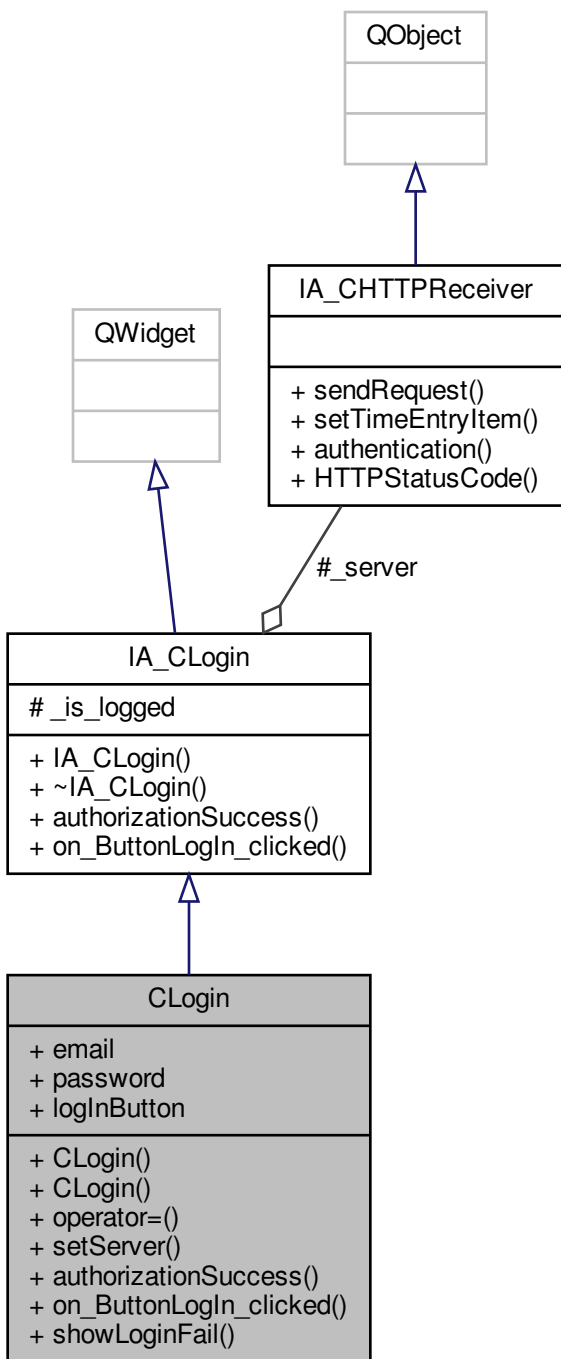 QObject
IA_CHTTPReceiver
+ sendRequest()
+ setTimeEntryItem()
+ authentication()
+ HTTPStatusCode()
QWidget
#_server
IA_CLogin
# _is_logged
+ IA_CLogin()
+ ~IA_CLogin()
+ authorizationSuccess()
+ on_ButtonLogIn_clicked()
CLogin
+ email
+ password
+ logInButton
+ CLogin()
+ CLogin()
+ operator=()
+ setServer()
+ authorizationSuccess()
+ on_ButtonLogIn_clicked()
+ showLoginFail()